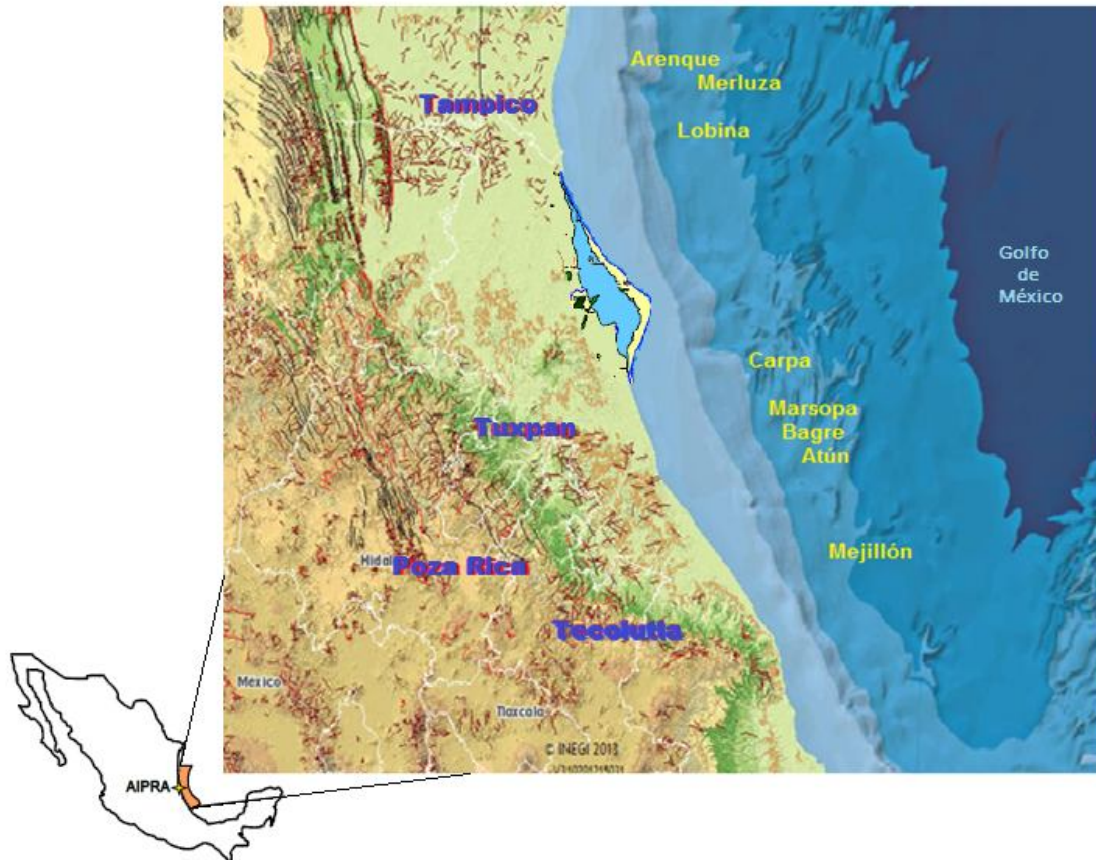 Arenque
Merluza
Tampico
Lobina
Golfo
de
México
Carpa
Marsopa
Tuxpan
Bagre
Atún
Mejillón
Hidal
Poza Rica
Tecolutla
Mexico
Tlaxcala
© INEGI 2013
AIPRA